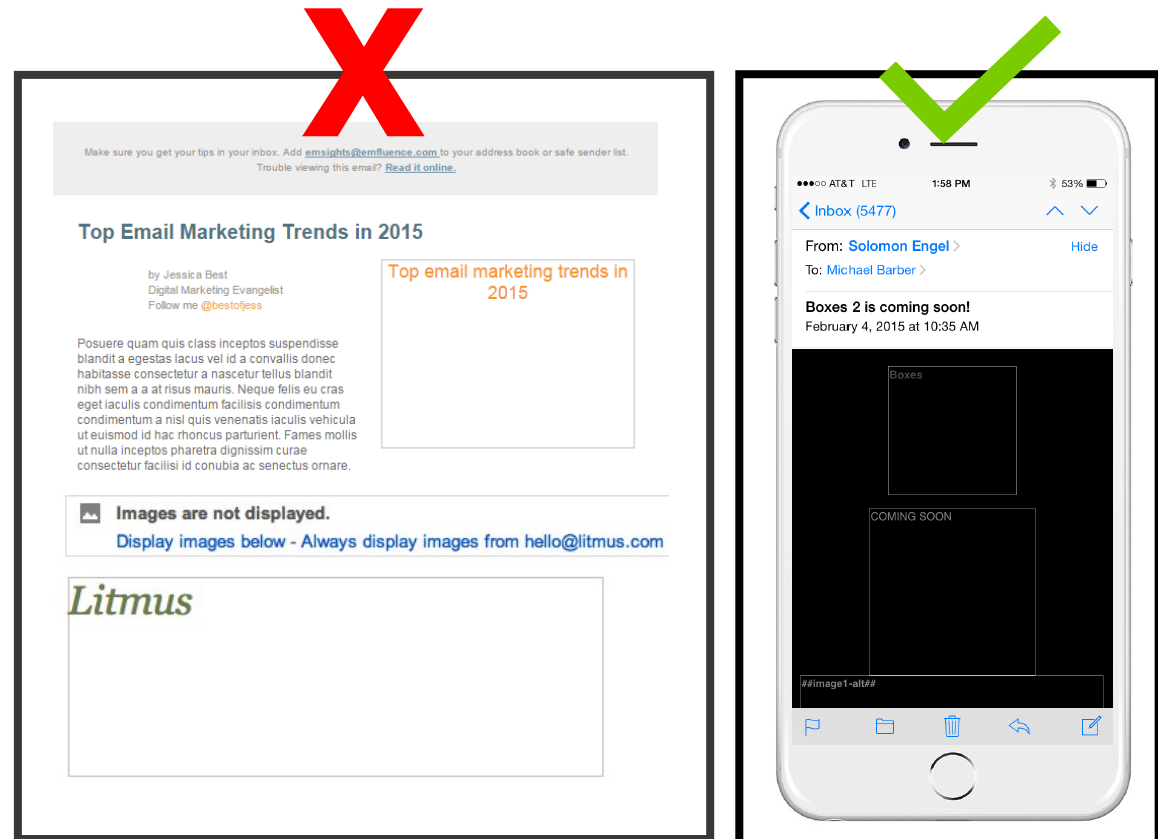 X
Make sure you get your tips in your inbox. Add emsights@emfluence.com to your address book or safe sender list.
Trouble viewing this email? Read it online.
Top Email Marketing Trends in 2015
by Jessica Best
Digital Marketing Evangelist
Follow me @bestofjess
Top email marketing trends in
2015
Posuere quam quis class inceptos suspendisse
blandit a egestas lacus vel id a convallis donec
habitasse consectetur a nascetur tellus blandit
nibh sem a a at risus mauris. Neque felis eu cras
eget iaculis condimentum facilisis condimentum
condimentum a nisl quis venenatis iaculis vehicula
ut euismod id hac rhoncus parturient. Fames mollis
ut nulla inceptos pharetra dignissim curae
consectetur facilisi id conubia ac senectus ornare.
Images are not displayed.
Display images below - Always display images from hello@litmus.com
Litmus
AT&T LTE 1:58 PM 53%
Inbox (5477)
From: Solomon Engel Hide
To: Michael Barber
Boxes 2 is coming soon!
February 4, 2015 at 10:35 AM
Boxes
COMING SOON
##image1-alt##